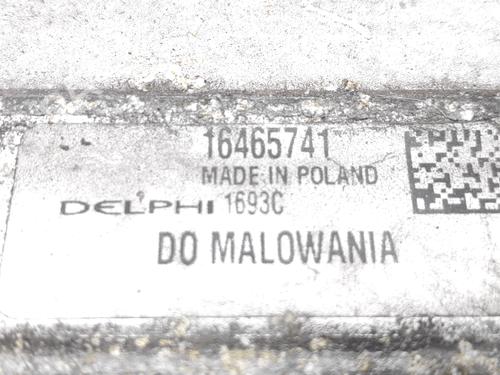 16465741
MADE IN POLAND
DELPHI 1693C
DO MALOWANIA